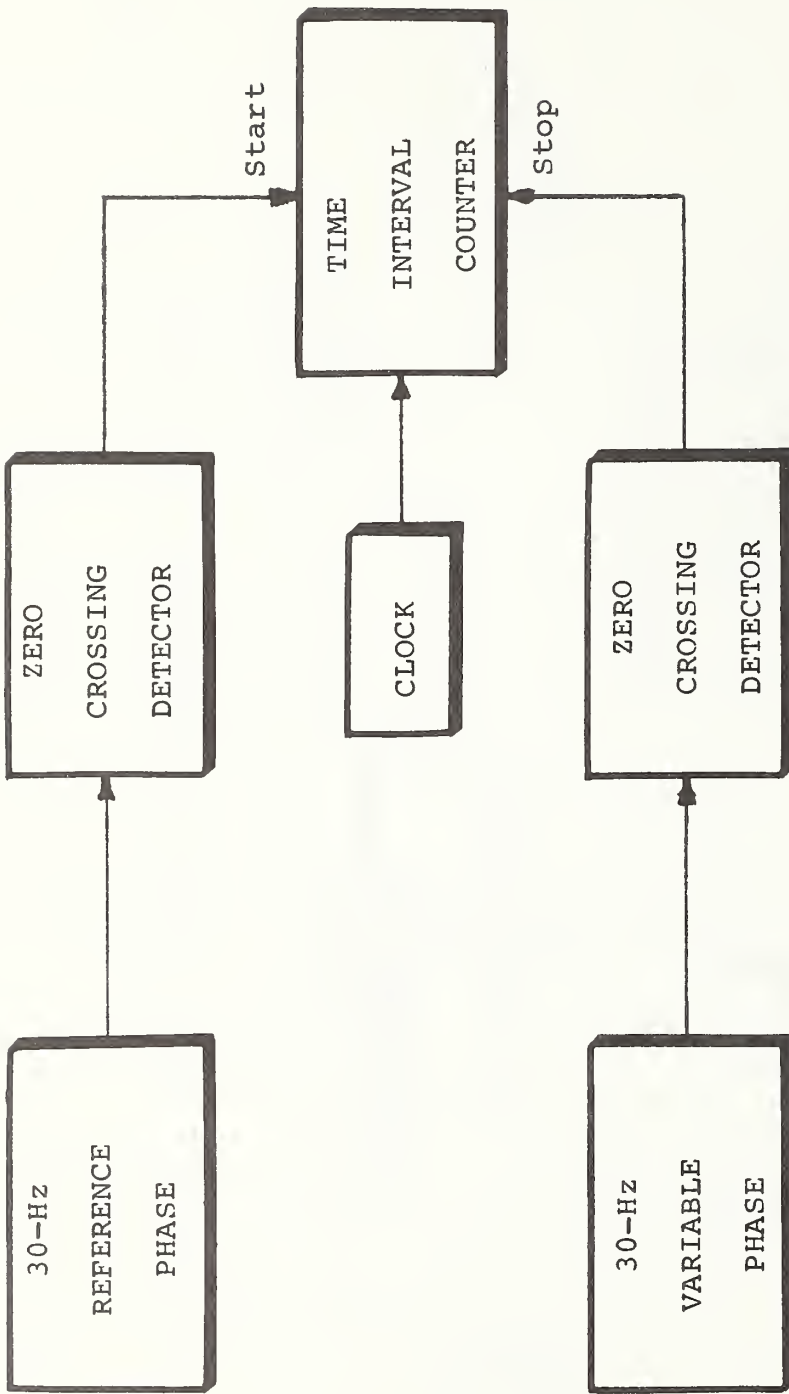 30-Hz
REFERENCE
PHASE
ZERO
CROSSING
DETECTOR
Start
CLOCK
TIME
INTERVAL
COUNTER
Stop
30-Hz
VARIABLE
PHASE
ZERO
CROSSING
DETECTOR